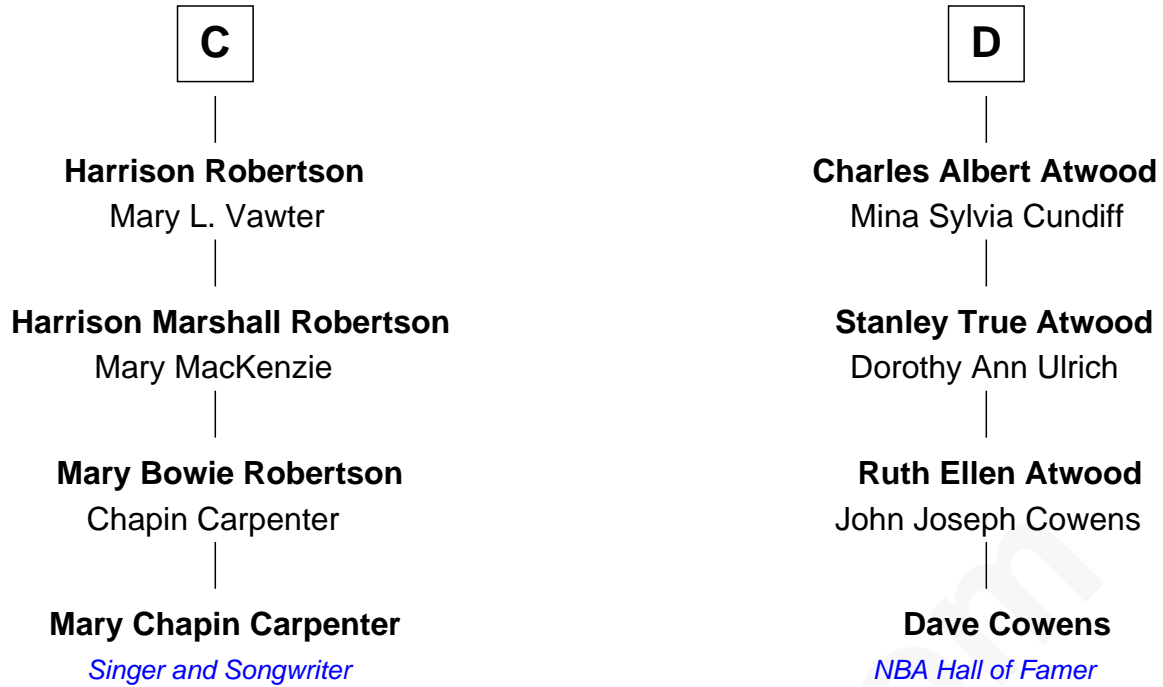 C
Harrison Robertson
Mary L. Vawter
Harrison Marshall Robertson
Mary MacKenzie
Mary Bowie Robertson
Chapin Carpenter
Mary Chapin Carpenter
Singer and Songwriter
D
Charles Albert Atwood
Mina Sylvia Cundiff
Stanley True Atwood
Dorothy Ann Ulrich
Ruth Ellen Atwood
John Joseph Cowens
Dave Cowens
NBA Hall of Famer